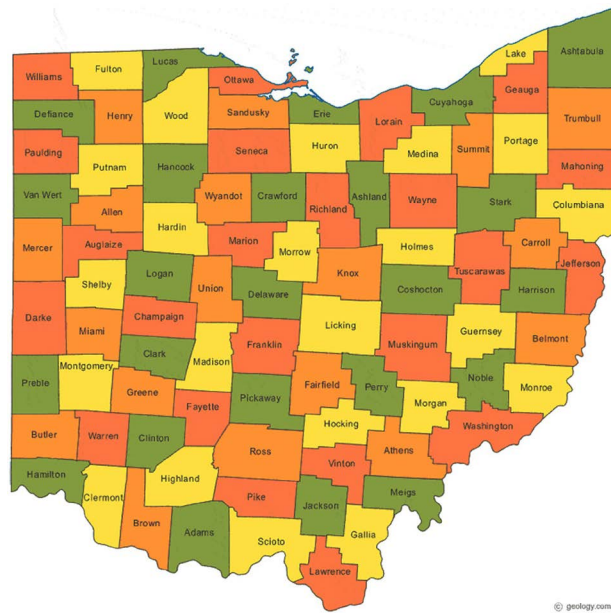 Williams
Fulton
Lucas
Ottawa
Lake
Ashtabula
Geauga
Cuyahoga
Erie
Lorain
Defiance
Henry
Wood
Sandusky
Trumbull
Paulding
Seneca
Huron
Medina
Summit
Portage
Putnam
Hancock
Mahoning
Van Wert
Allen
Wyandot
Crawford
Richland
Ashland
Wayne
Stark
Columbiana
Hardin
Mercer
Auglaize
Marion
Morrow
Holmes
Carroll
Jefferson
Logan
Knox
Tuscarawas
Shelby
Union
Delaware
Coshocton
Harrison
Darke
Miami
Champaign
Licking
Muskingum
Guernsey
Belmont
Clark
Madison
Franklin
Montgomery
Preble
Greene
Fairfield
Perry
Noble
Monroe
Fayette
Pickaway
Morgan
Butler
Warren
Clinton
Hocking
Washington
Ross
Athens
Hamilton
Highland
Vinton
Clermont
Pike
Meigs
Brown
Jackson
Adams
Scioto
Gallia
Lawrence
© geology.com